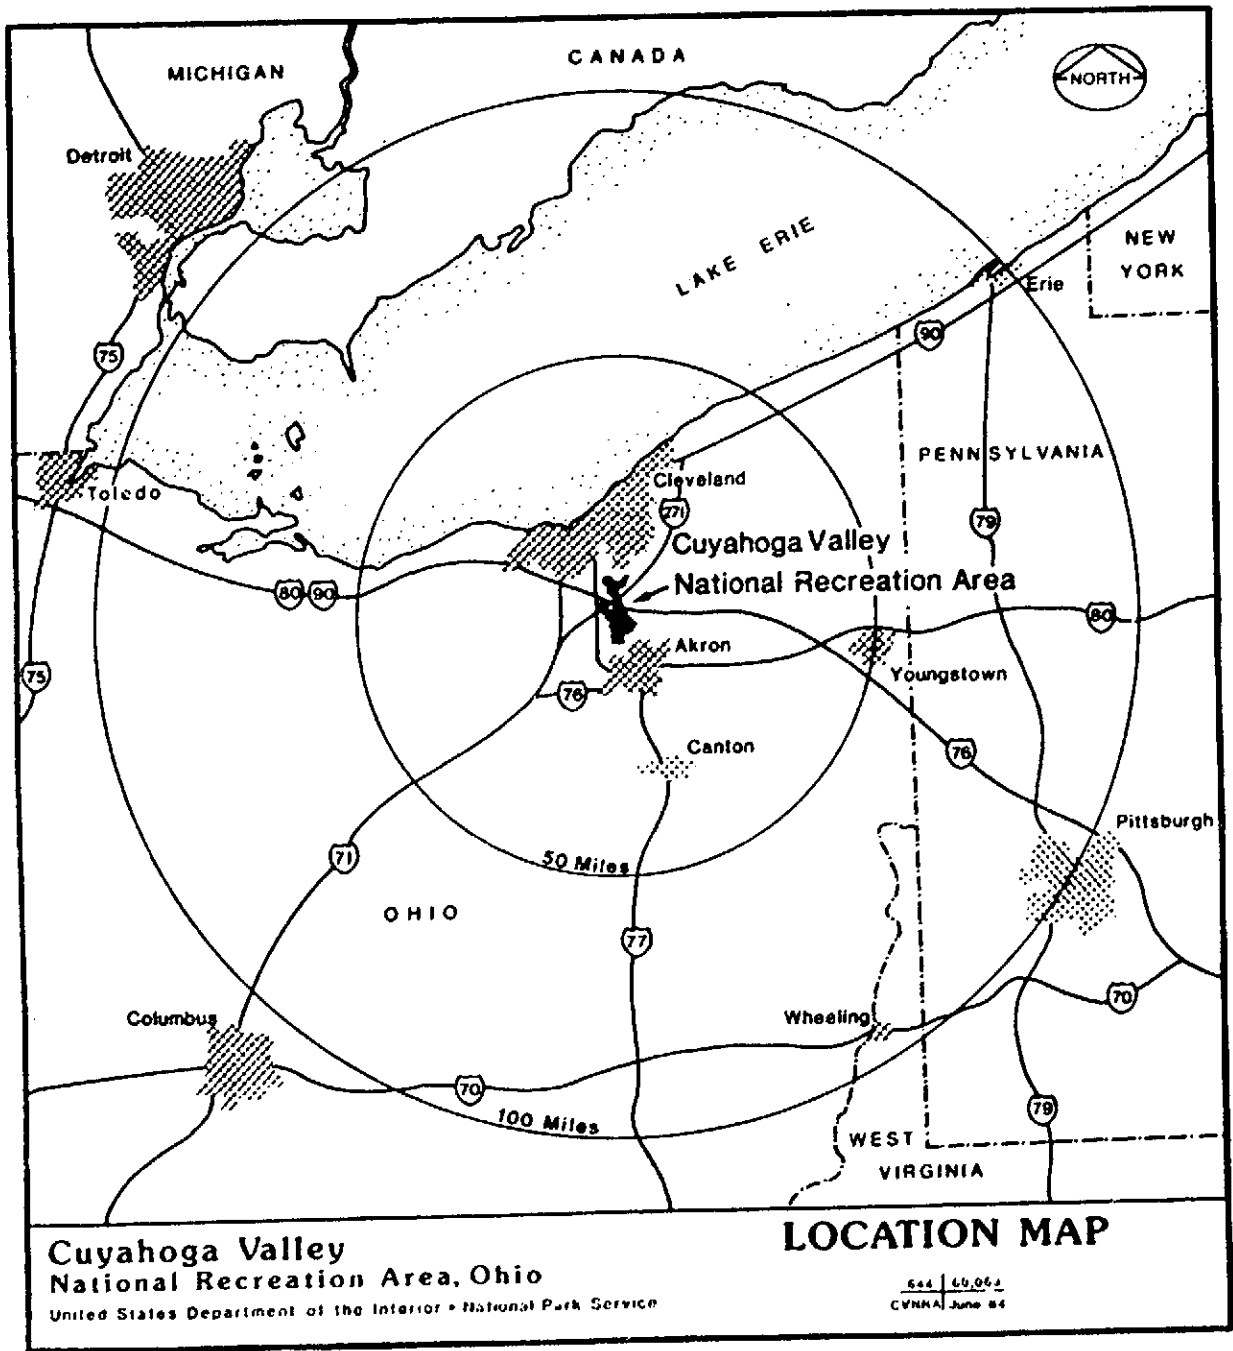 CANADA
MICHIGAN
NORTH
Detroit
LAKE ERIE
NEW
YORK
Erie
75
90
PENNSYLVANIA
Cleveland
Toledo
271
79
Cuyahoga Valley
National Recreation Area
80 90
80
Akron
75
Youngstown
76
Canton
76
Pittsburgh
71
50 Miles
OHIO
77
70
Columbus
Wheeling
70
100 Miles
79
WEST
VIRGINIA
Cuyahoga Valley
National Recreation Area, Ohio
United States Department of the Interior • National Park Service
LOCATION MAP
644
CVNRA June 84